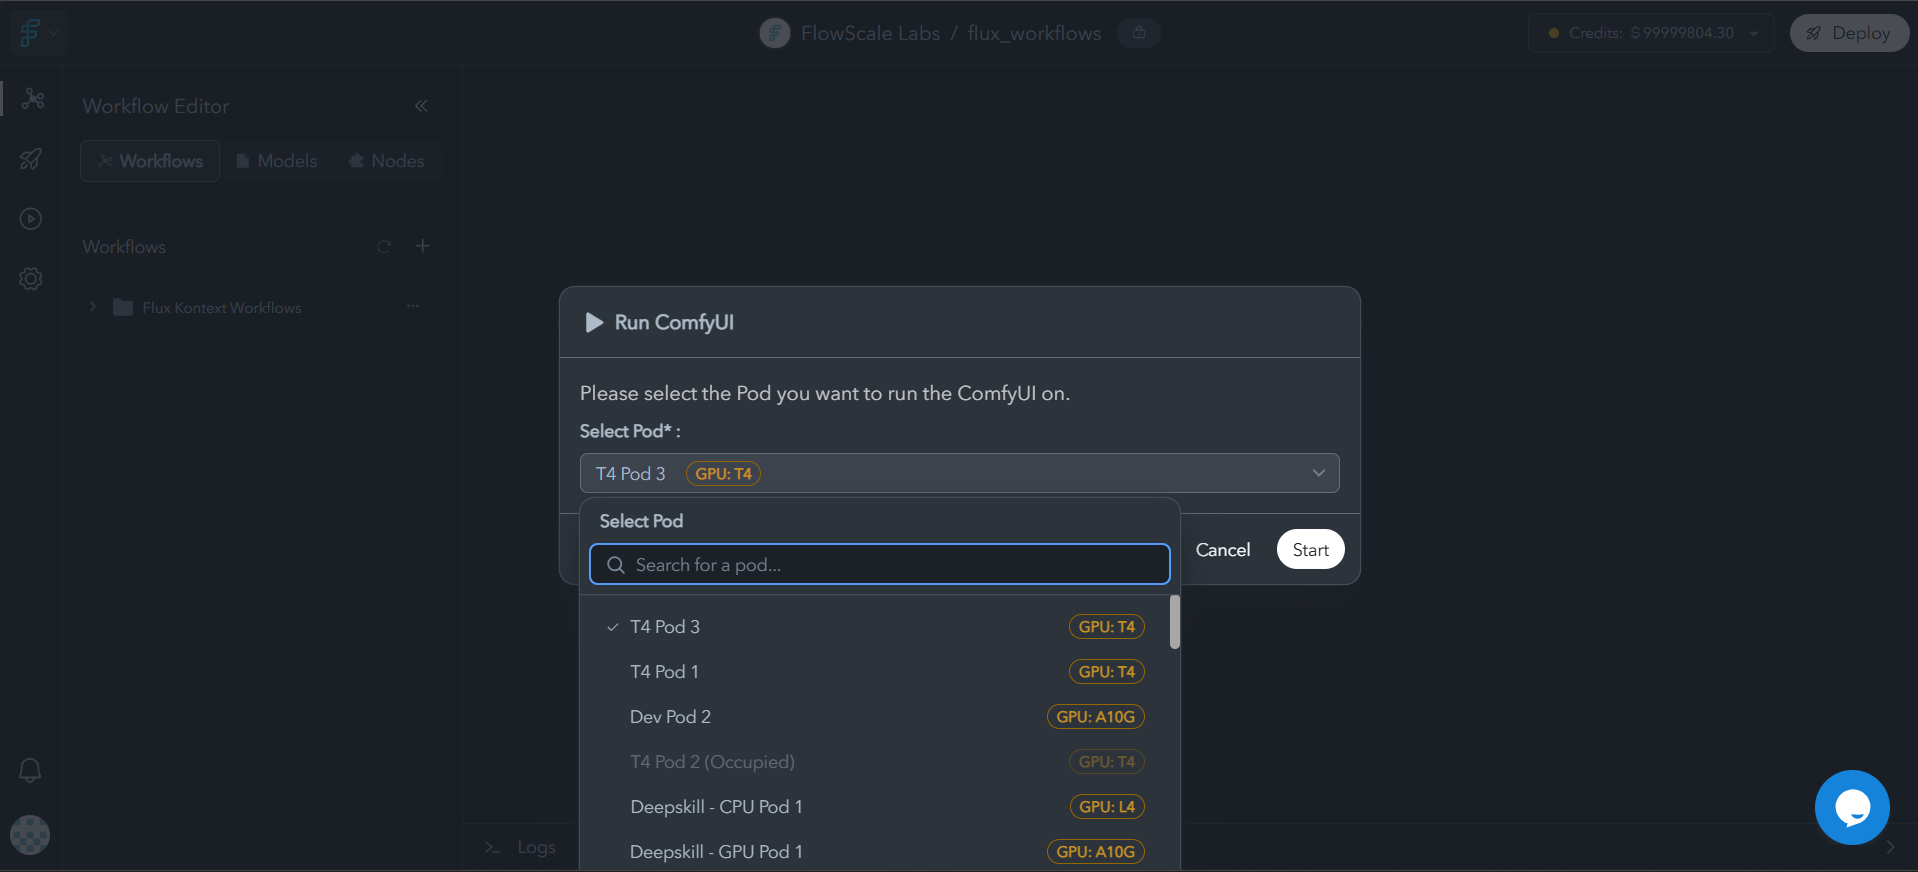 FlowScale Labs / flux_workflows
Credits: $ 99999804.30
Deploy
Workflow Editor
Workflows
Models
Nodes
Workflows
Flux Kontext Workflows
Run ComfyUI
Please select the Pod you want to run the ComfyUI on.
Select Pod* :
T4 Pod 3 GPU: T4
Select Pod
Search for a pod...
Cancel
Start
T4 Pod 3 GPU: T4
T4 Pod 1 GPU: T4
Dev Pod 2 GPU: A10G
T4 Pod 2 (Occupied) GPU: T4
Deepskill - CPU Pod 1 GPU: L4
Deepskill - GPU Pod 1 GPU: A10G
Logs